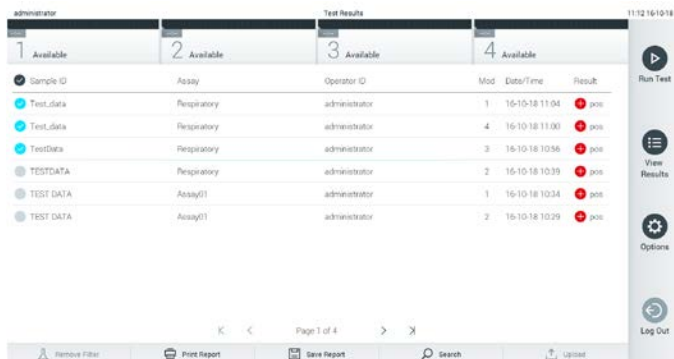 administrator Test Results 11:12 16-10-18
1 Available 2 Available 3 Available 4 Available
Run Test
Sample ID Assay Operator ID Mod Date/Time Result
Test_data Respiratory administrator 1 16-10-18 11:04 pos
Test_data Respiratory administrator 4 16-10-18 11:00 pos
TestData Respiratory administrator 3 16-10-18 10:56 pos
TESTDATA Respiratory administrator 2 16-10-18 10:39 pos
TEST DATA Assay01 administrator 1 16-10-18 10:34 pos
TEST DATA Assay01 administrator 2 16-10-18 10:29 pos
View
Results
Options
Log Out
Page 1 of 4
Remove Filter Print Report Save Report Search Upload